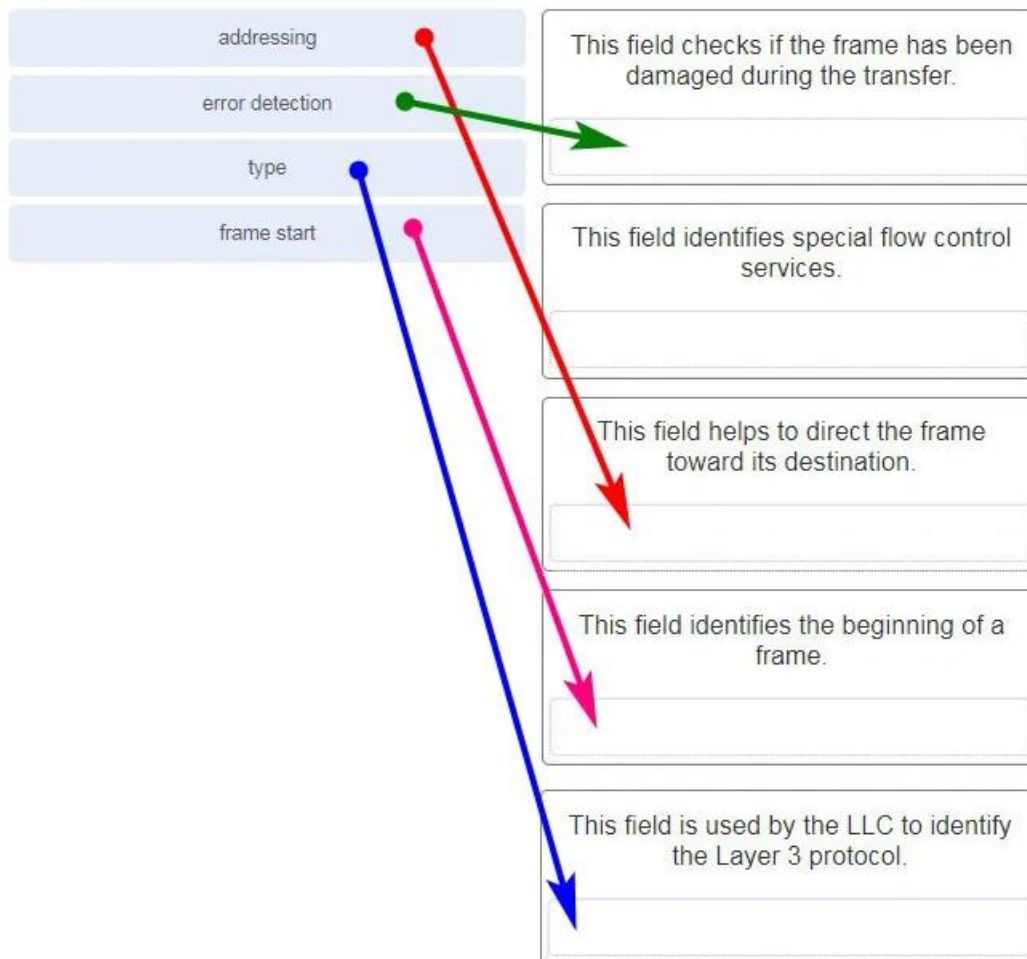 addressing
error detection
type
frame start
This field checks if the frame has been
damaged during the transfer.
This field identifies special flow control
services.
This field helps to direct the frame
toward its destination.
This field identifies the beginning of a
frame.
This field is used by the LLC to identify
the Layer 3 protocol.